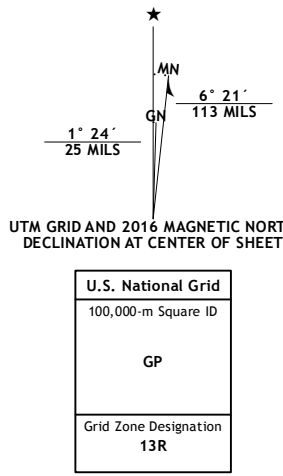 ★
MN
6° 21´
113 MILS
GN
1° 24´
25 MILS
UTM GRID AND 2016 MAGNETIC NORT
DECLINATION AT CENTER OF SHEET
U.S. National Grid
100,000-m Square ID
GP
Grid Zone Designation
13R